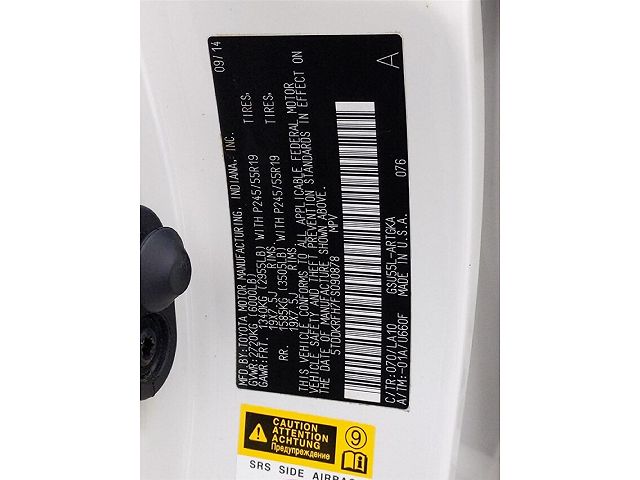 MFD.BY:TOYOTA MOTOR MANUFACTURING, INDIANA, INC. 09/14
GVWR:2720KG(6000LB)
GAWR:FRT. 1340KG (2955LB) WITH P245/55R19 TIRES,
19X7.5J RIMS
RR. 1585KG (3505LB) WITH P245/55R19 TIRES,
19X7.5J RIMS
THIS VEHICLE CONFORMS TO ALL APPLICABLE FEDERAL MOTOR
VEHICLE SAFETY AND THEFT PREVENTION STANDARDS IN EFFECT ON
THE DATE OF MANUFACTURE SHOWN ABOVE.
5TDDKRFH7FS090878 MPV
A
C/TR:070/LA10 GSU55L-ARTGKA 076
A/TM:-01A/U660F MADE IN U.S.A.
CAUTION
ATTENTION
ACHTUNG
Предупреждение
9
SRS SIDE AIRBAG